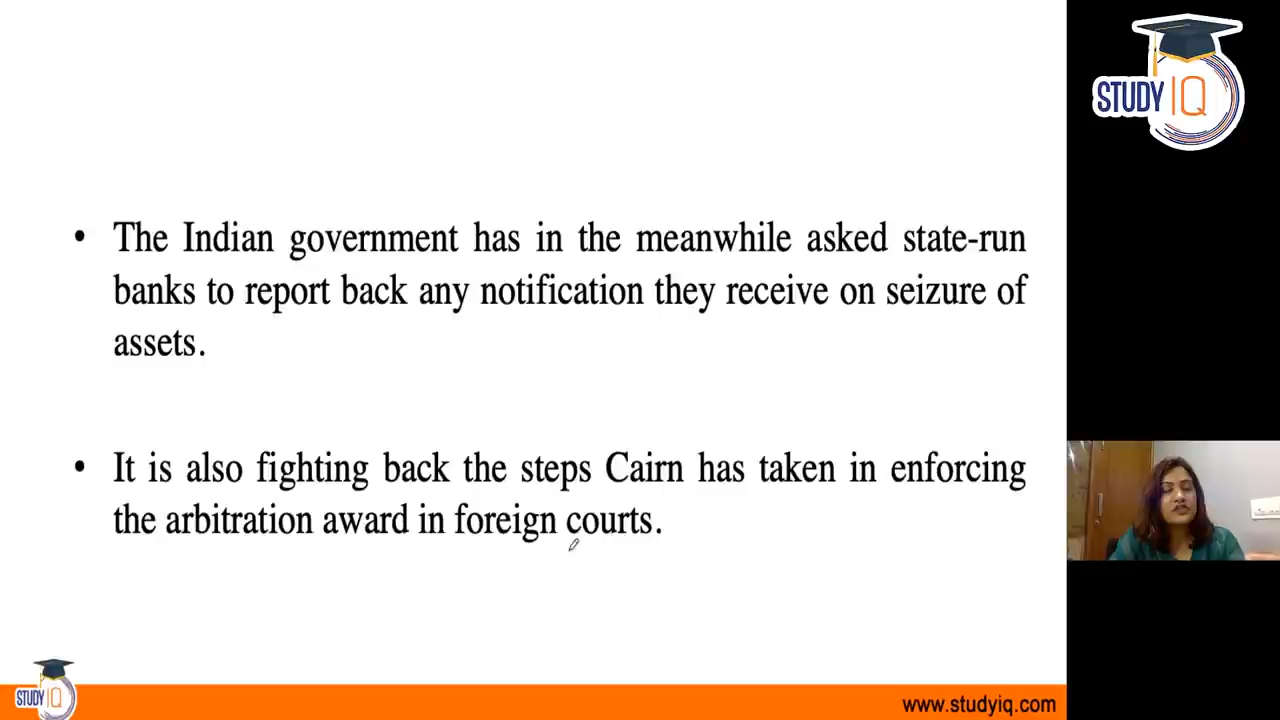 STUDY IQ
• The Indian government has in the meanwhile asked state-run
banks to report back any notification they receive on seizure of
assets.
• It is also fighting back the steps Cairn has taken in enforcing
the arbitration award in foreign courts.
STUDY IQ
www.studyiq.com